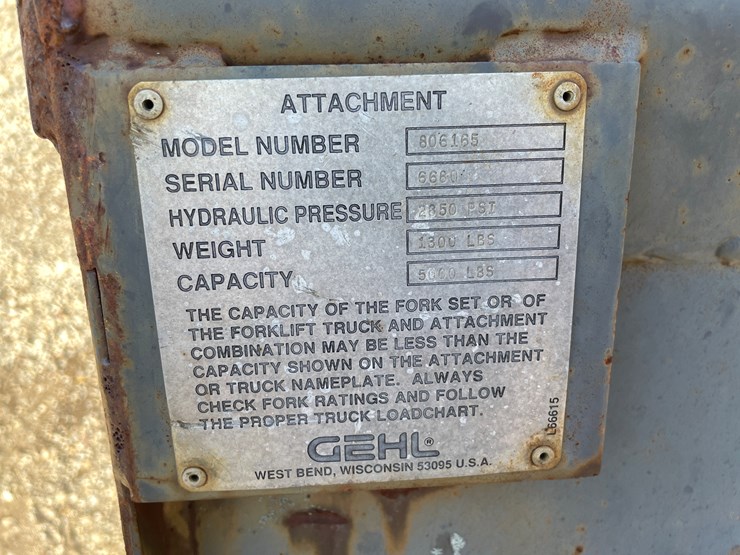 ATTACHMENT
MODEL NUMBER 806165
SERIAL NUMBER
HYDRAULIC PRESSURE 2650 PSI
WEIGHT 1300 LBS
CAPACITY 5000 LBS
THE CAPACITY OF THE FORK SET OR OF
THE FORKLIFT TRUCK AND ATTACHMENT
COMBINATION MAY BE LESS THAN THE
CAPACITY SHOWN ON THE ATTACHMENT
OR TRUCK NAMEPLATE. ALWAYS
CHECK FORK RATINGS AND FOLLOW
THE PROPER TRUCK LOADCHART.
L66615
GEHL®
WEST BEND, WISCONSIN 53095 U.S.A.